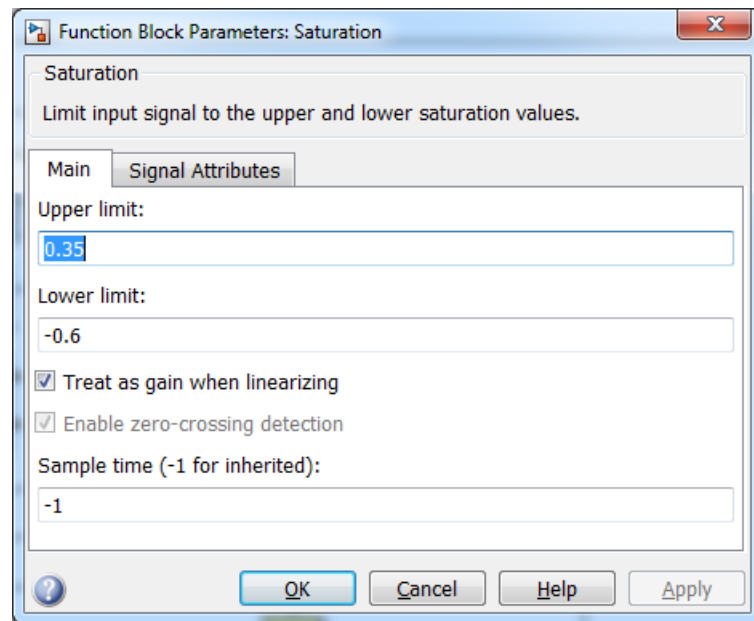 Function Block Parameters: Saturation
Saturation
Limit input signal to the upper and lower saturation values.
Main
Signal Attributes
Upper limit:
0.35
Lower limit:
-0.6
Treat as gain when linearizing
Enable zero-crossing detection
Sample time (-1 for inherited):
-1
OK
Cancel
Help
Apply